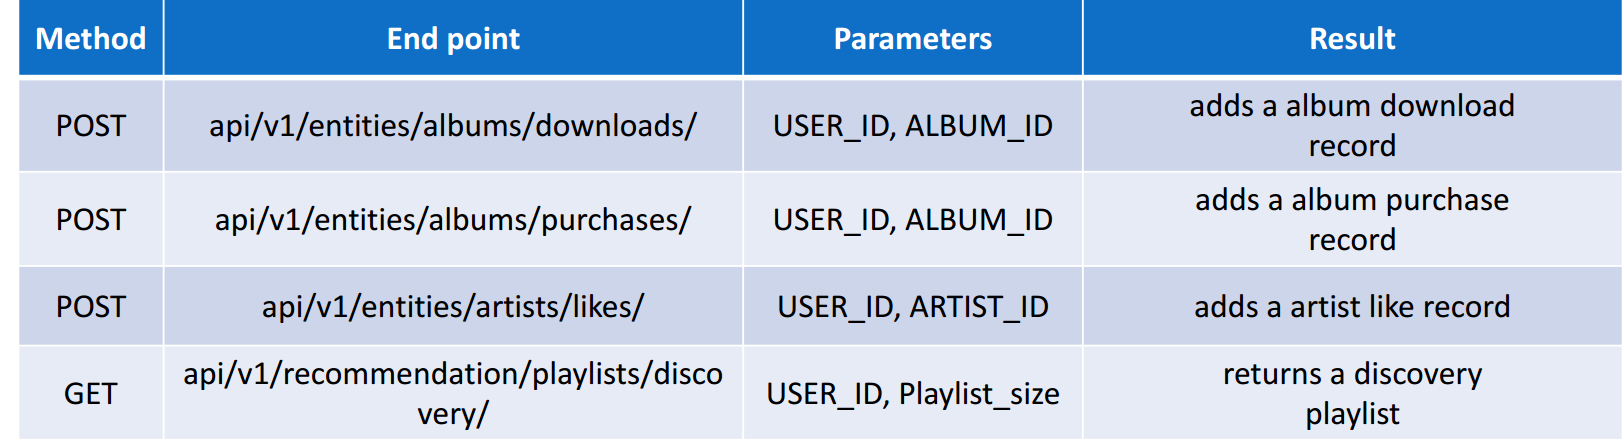 Method End point Parameters Result
POST api/v1/entities/albums/downloads/ USER_ID, ALBUM_ID adds a album download
record
POST api/v1/entities/albums/purchases/ USER_ID, ALBUM_ID adds a album purchase
record
POST api/v1/entities/artists/likes/ USER_ID, ARTIST_ID adds a artist like record
GET api/v1/recommendation/playlists/disco
very/ USER_ID, Playlist_size returns a discovery
playlist